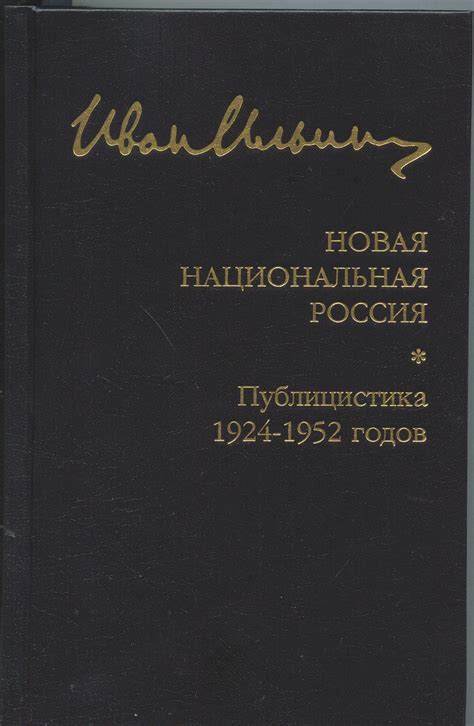 Иван Ильин
НОВАЯ
НАЦИОНАЛЬНАЯ
РОССИЯ
*
Публицистика
1924-1952 годов